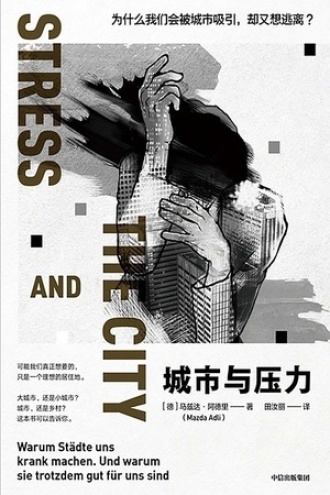 为什么我们会被城市吸引，却又想逃离？
STRESS
AND
THE CITY
可能我们真正想要的，
只是一个理想的居住地。
大城市，还是小城市？
城市，还是乡村？
这本书可以告诉你。
城市与压力
［德］马兹达·阿德里——著 田汝丽——译
（Mazda Adli）
Warum Städte uns
krank machen. Und warum
sie trotzdem gut für uns sind
中信出版集团